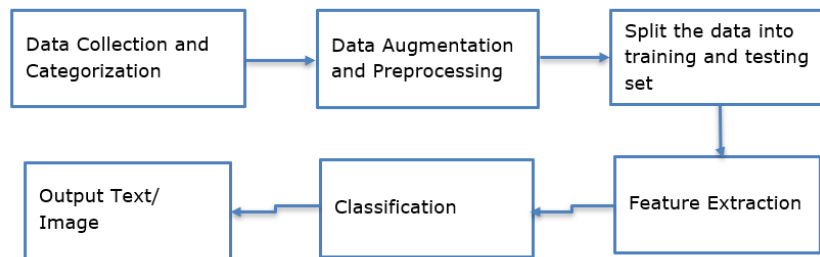 Data Collection and
Categorization
Data Augmentation
and Preprocessing
Split the data into
training and testing
set
Feature Extraction
Classification
Output Text/
Image